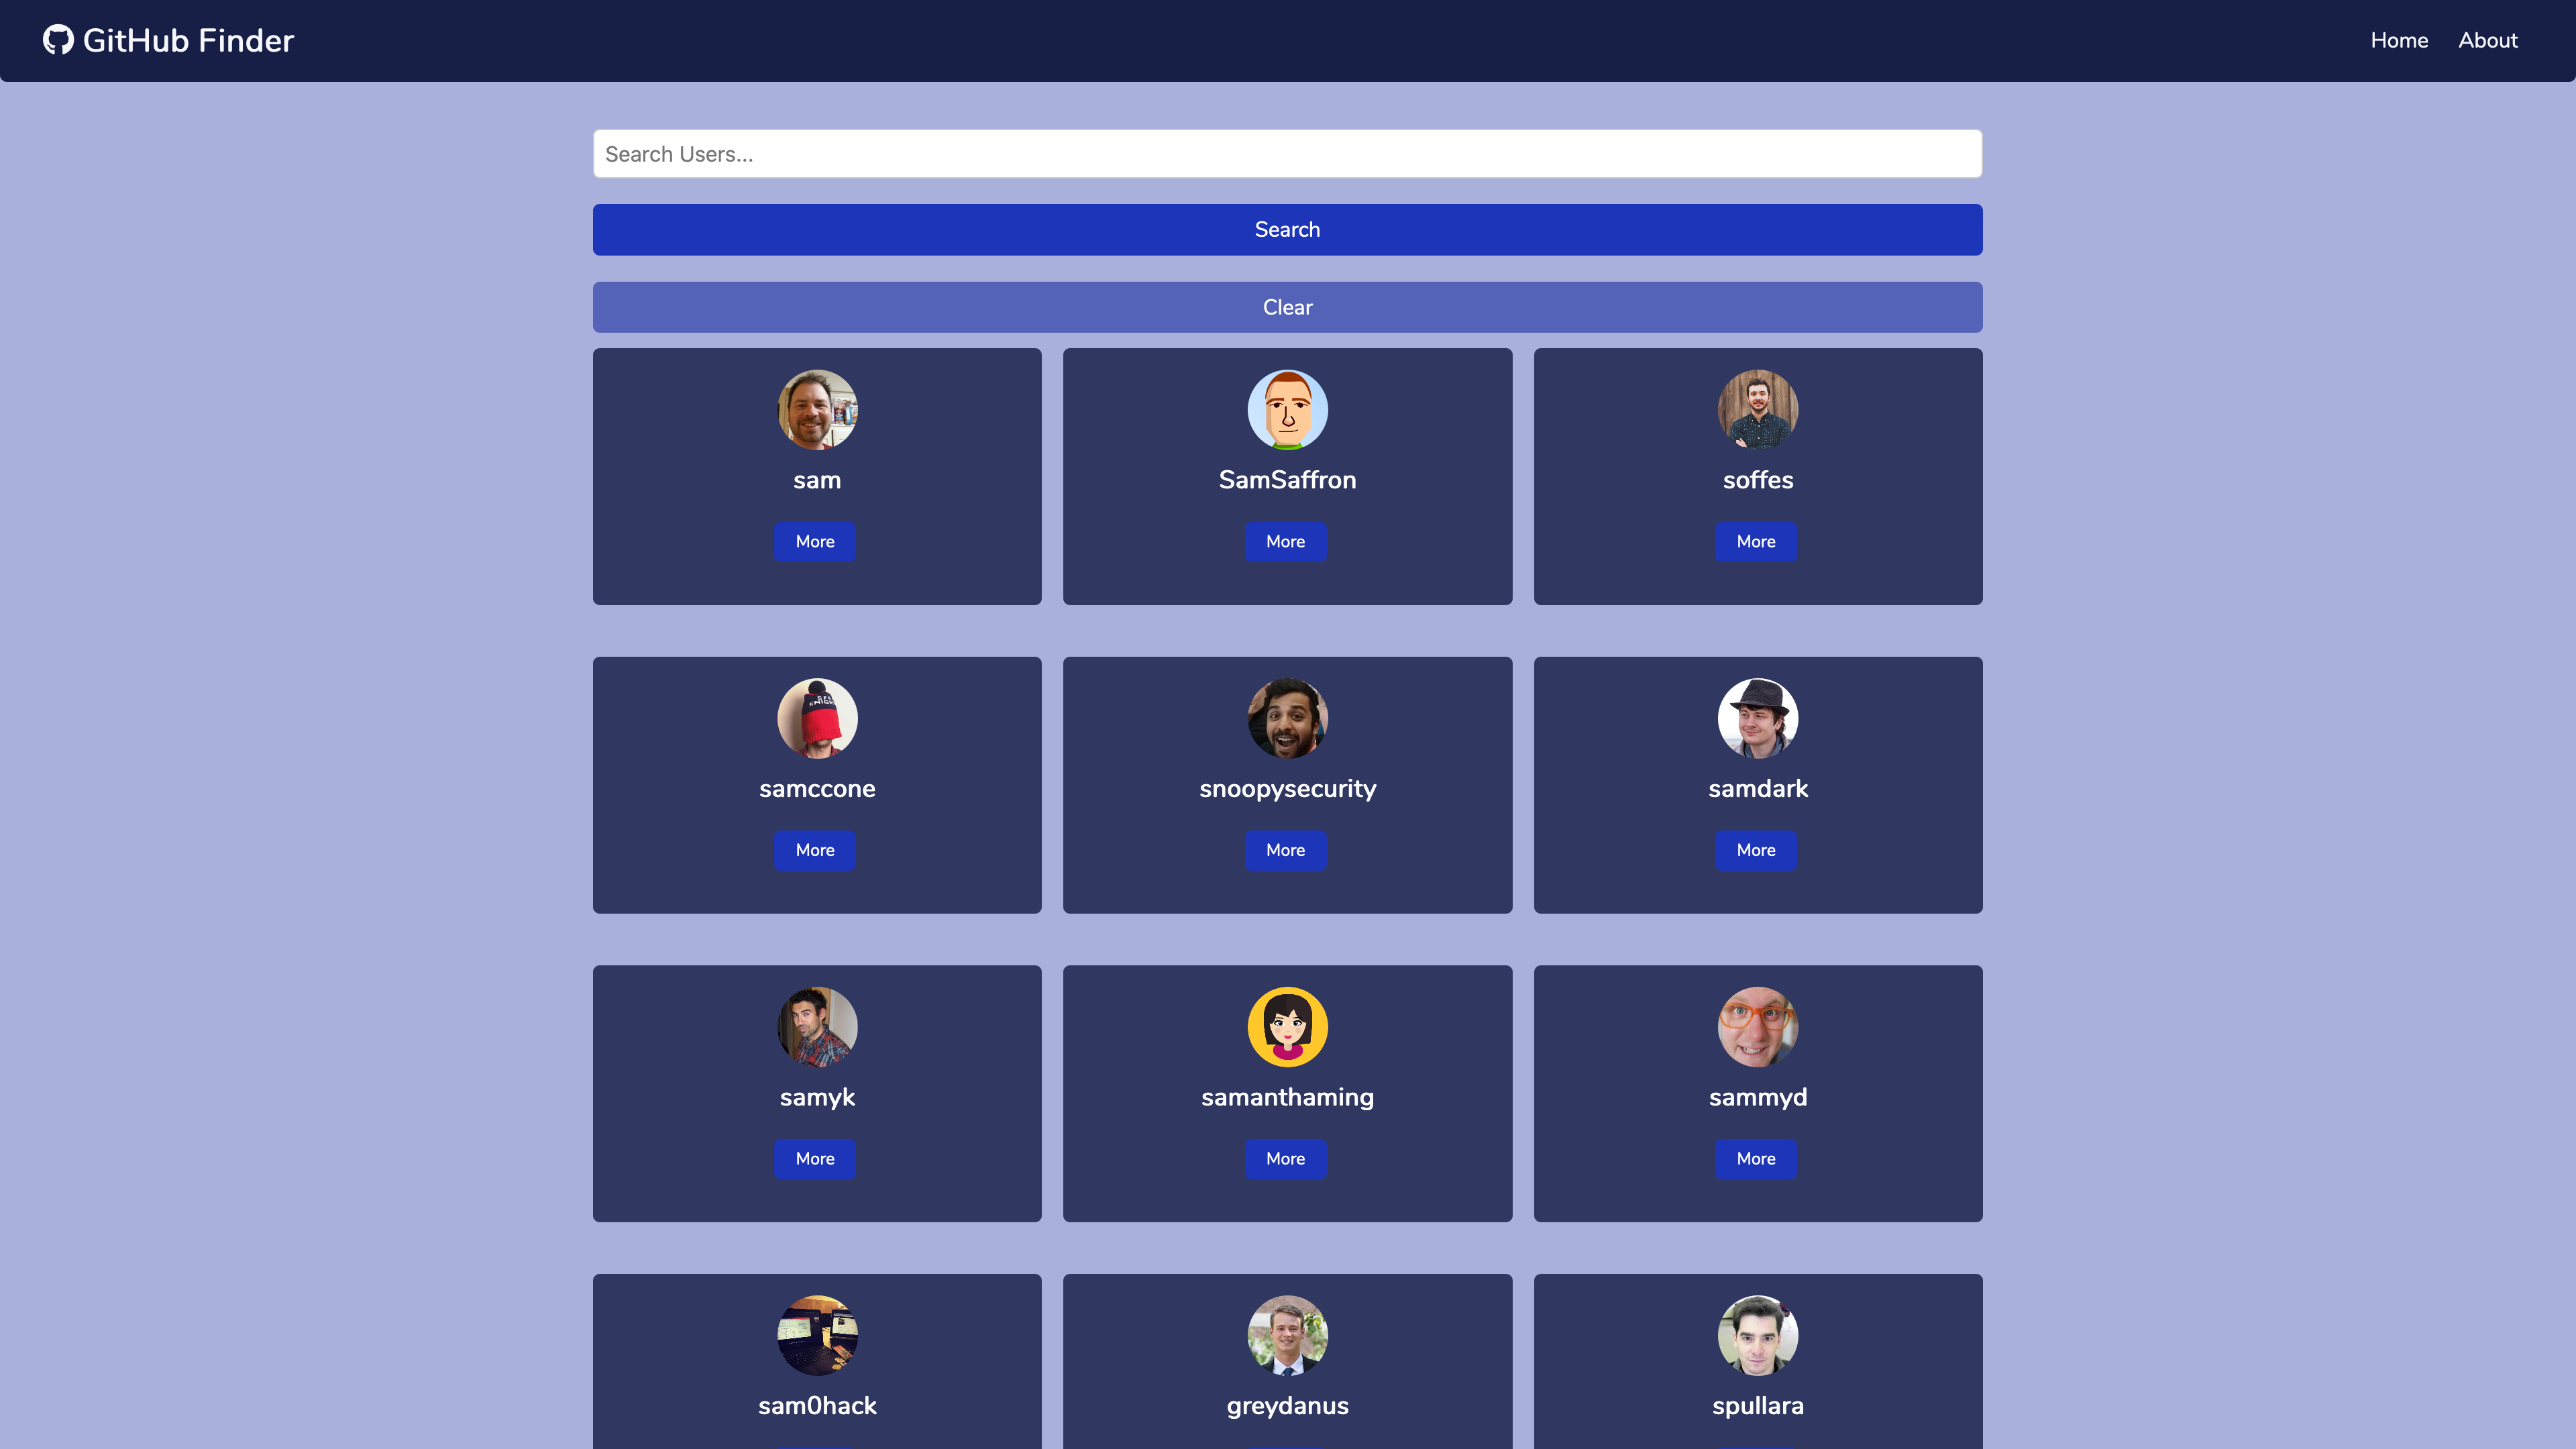 GitHub Finder
Home About
Search Users...
Search
Clear
sam SamSaffron soffes
More More More
samccone snoopysecurity samdark
More More More
samyk samanthaming sammyd
More More More
sam0hack greydanus spullara